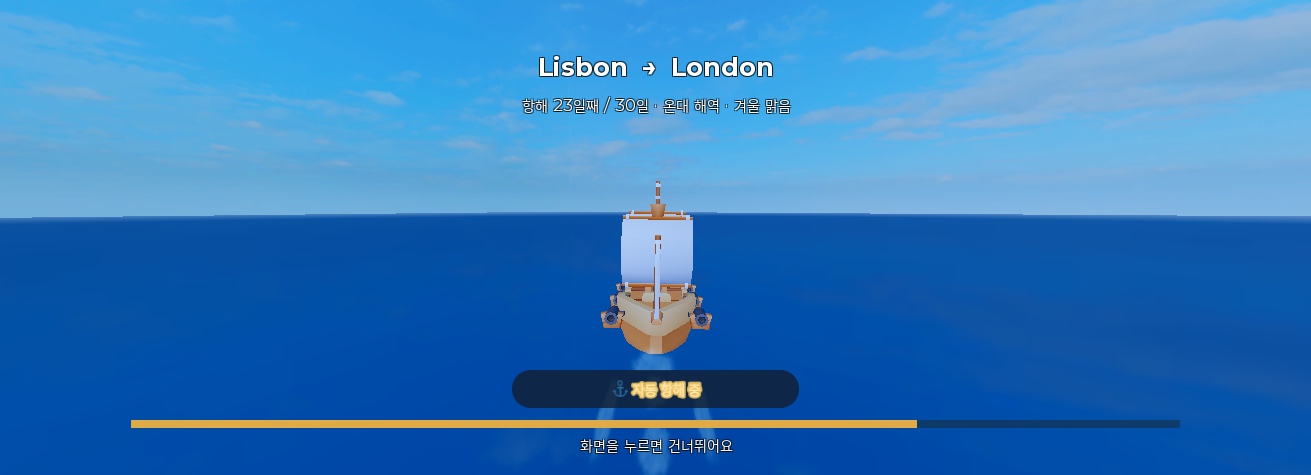 Lisbon → London
항해 23일째 / 30일 · 온대 해역 · 겨울 맑음
⚓ 자동 항해 중
화면을 누르면 건너뛰어요